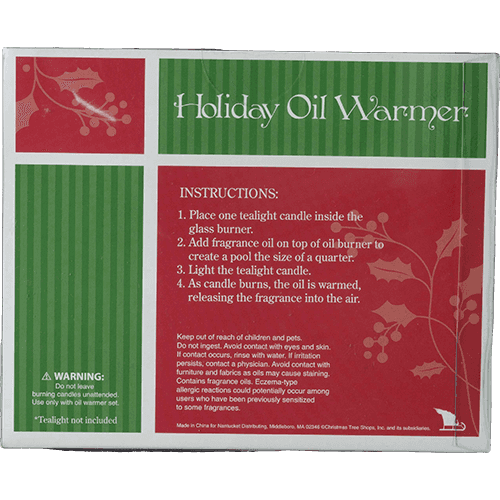 Holiday Oil Warmer
INSTRUCTIONS:
1. Place one tealight candle inside the
glass burner.
2. Add fragrance oil on top of oil burner to
create a pool the size of a quarter.
3. Light the tealight candle.
4. As candle burns, the oil is warmed,
releasing the fragrance into the air.
Keep out of reach of children and pets.
Do not ingest. Avoid contact with eyes and skin.
If contact occurs, rinse with water. If irritation
persists, contact a physician. Avoid contact with
furniture and fabrics as oils may cause staining.
Contains fragrance oils. Eczema-type
allergic reactions could potentially occur among
users who have been previously sensitized
to some fragrances.
⚠ WARNING:
Do not leave
burning candles unattended.
Use only with oil warmer set.
*Tealight not included
Made in China for Nantucket Distributing, Middleboro, MA 02346 ©Christmas Tree Shops, Inc. and its subsidiaries.